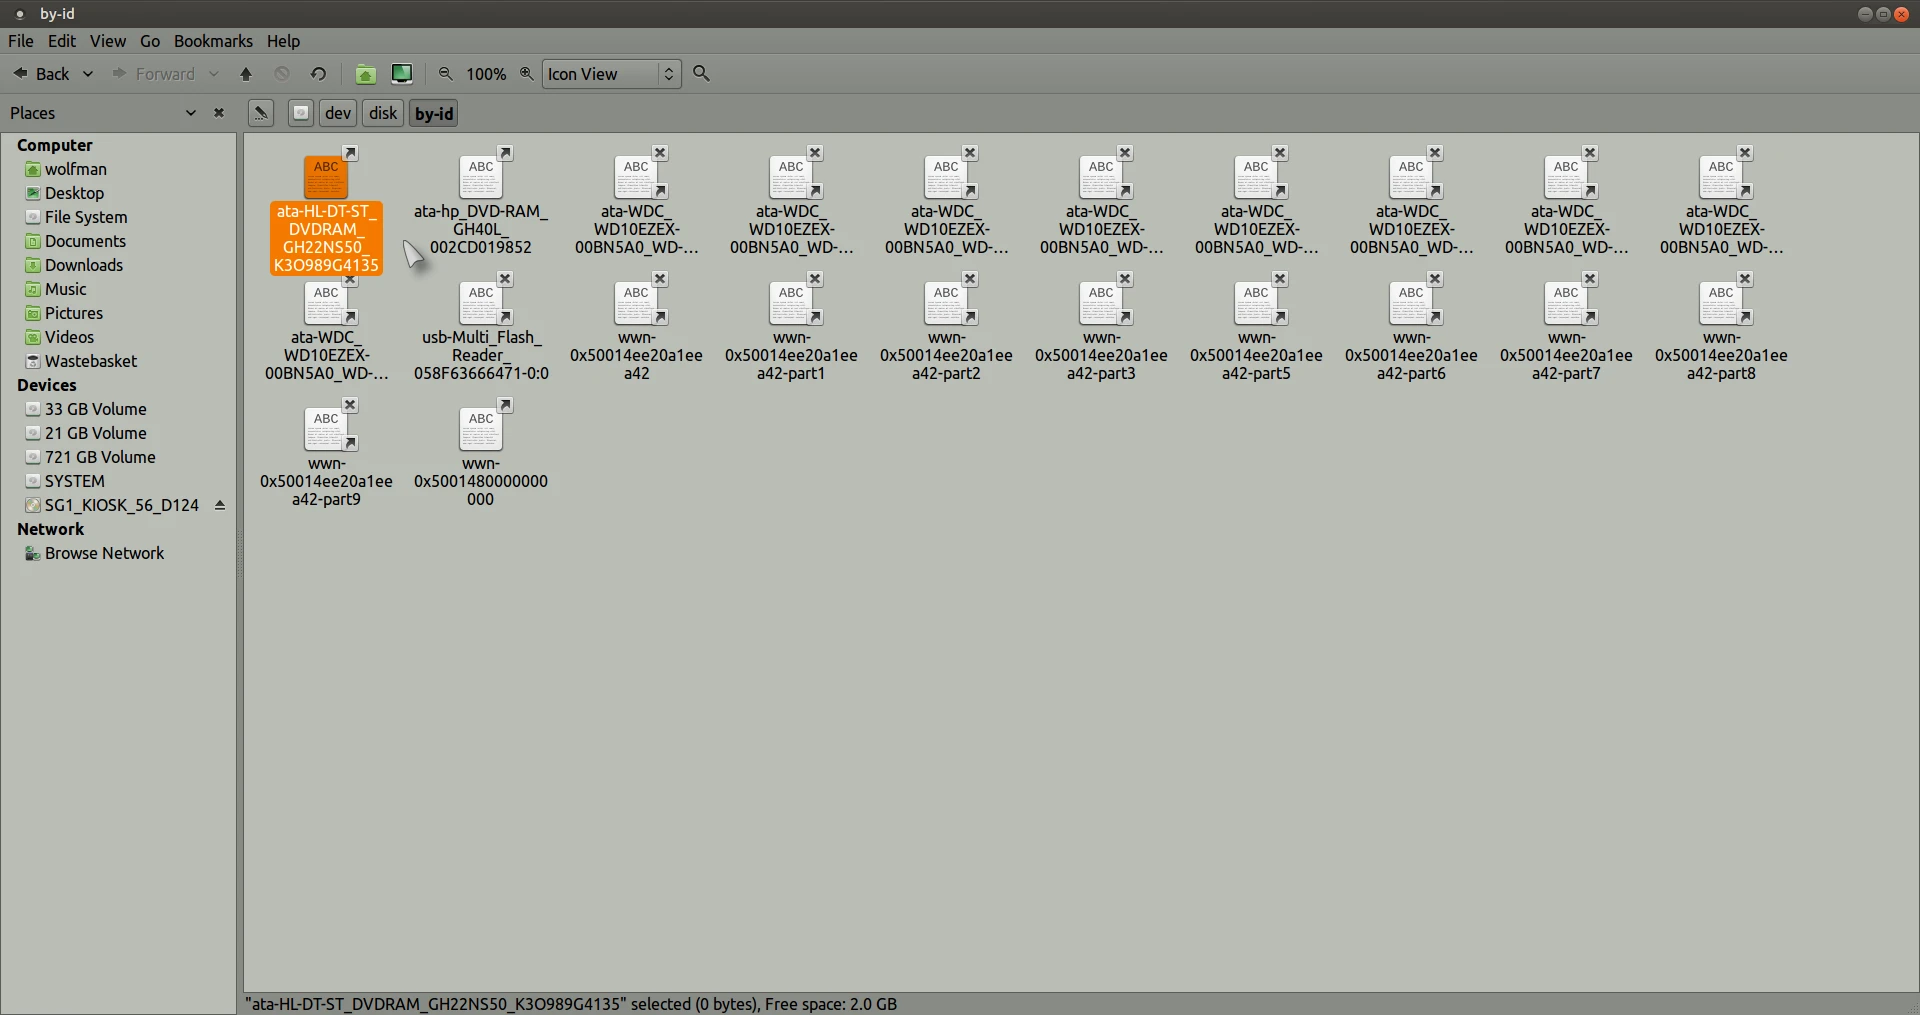 by-id
File Edit View Go Bookmarks Help
Back Forward 100% Icon View
Places dev disk by-id
Computer
wolfman
Desktop
File System
Documents
Downloads
Music
Pictures
Videos
Wastebasket
Devices
33 GB Volume
21 GB Volume
721 GB Volume
SYSTEM
SG1_KIOSK_56_D124
Network
Browse Network
ABC
ata-HL-DT-ST_
DVDRAM_
GH22NS50_
K3O989G4135
ABC
ata-hp_DVD-RAM_
GH40L_
002CD019852
ABC
ata-WDC_
WD10EZEX-
00BN5A0_WD-...
ABC
ata-WDC_
WD10EZEX-
00BN5A0_WD-...
ABC
ata-WDC_
WD10EZEX-
00BN5A0_WD-...
ABC
ata-WDC_
WD10EZEX-
00BN5A0_WD-...
ABC
ata-WDC_
WD10EZEX-
00BN5A0_WD-...
ABC
ata-WDC_
WD10EZEX-
00BN5A0_WD-...
ABC
ata-WDC_
WD10EZEX-
00BN5A0_WD-...
ABC
ata-WDC_
WD10EZEX-
00BN5A0_WD-...
ABC
ata-WDC_
WD10EZEX-
00BN5A0_WD-...
ABC
usb-Multi_Flash_
Reader_
058F63666471-0:0
ABC
wwn-
0x50014ee20a1ee
a42
ABC
wwn-
0x50014ee20a1ee
a42-part1
ABC
wwn-
0x50014ee20a1ee
a42-part2
ABC
wwn-
0x50014ee20a1ee
a42-part3
ABC
wwn-
0x50014ee20a1ee
a42-part5
ABC
wwn-
0x50014ee20a1ee
a42-part6
ABC
wwn-
0x50014ee20a1ee
a42-part7
ABC
wwn-
0x50014ee20a1ee
a42-part8
ABC
wwn-
0x50014ee20a1ee
a42-part9
ABC
wwn-
0x5001480000000
000
"ata-HL-DT-ST_DVDRAM_GH22NS50_K3O989G4135" selected (0 bytes), Free space: 2.0 GB